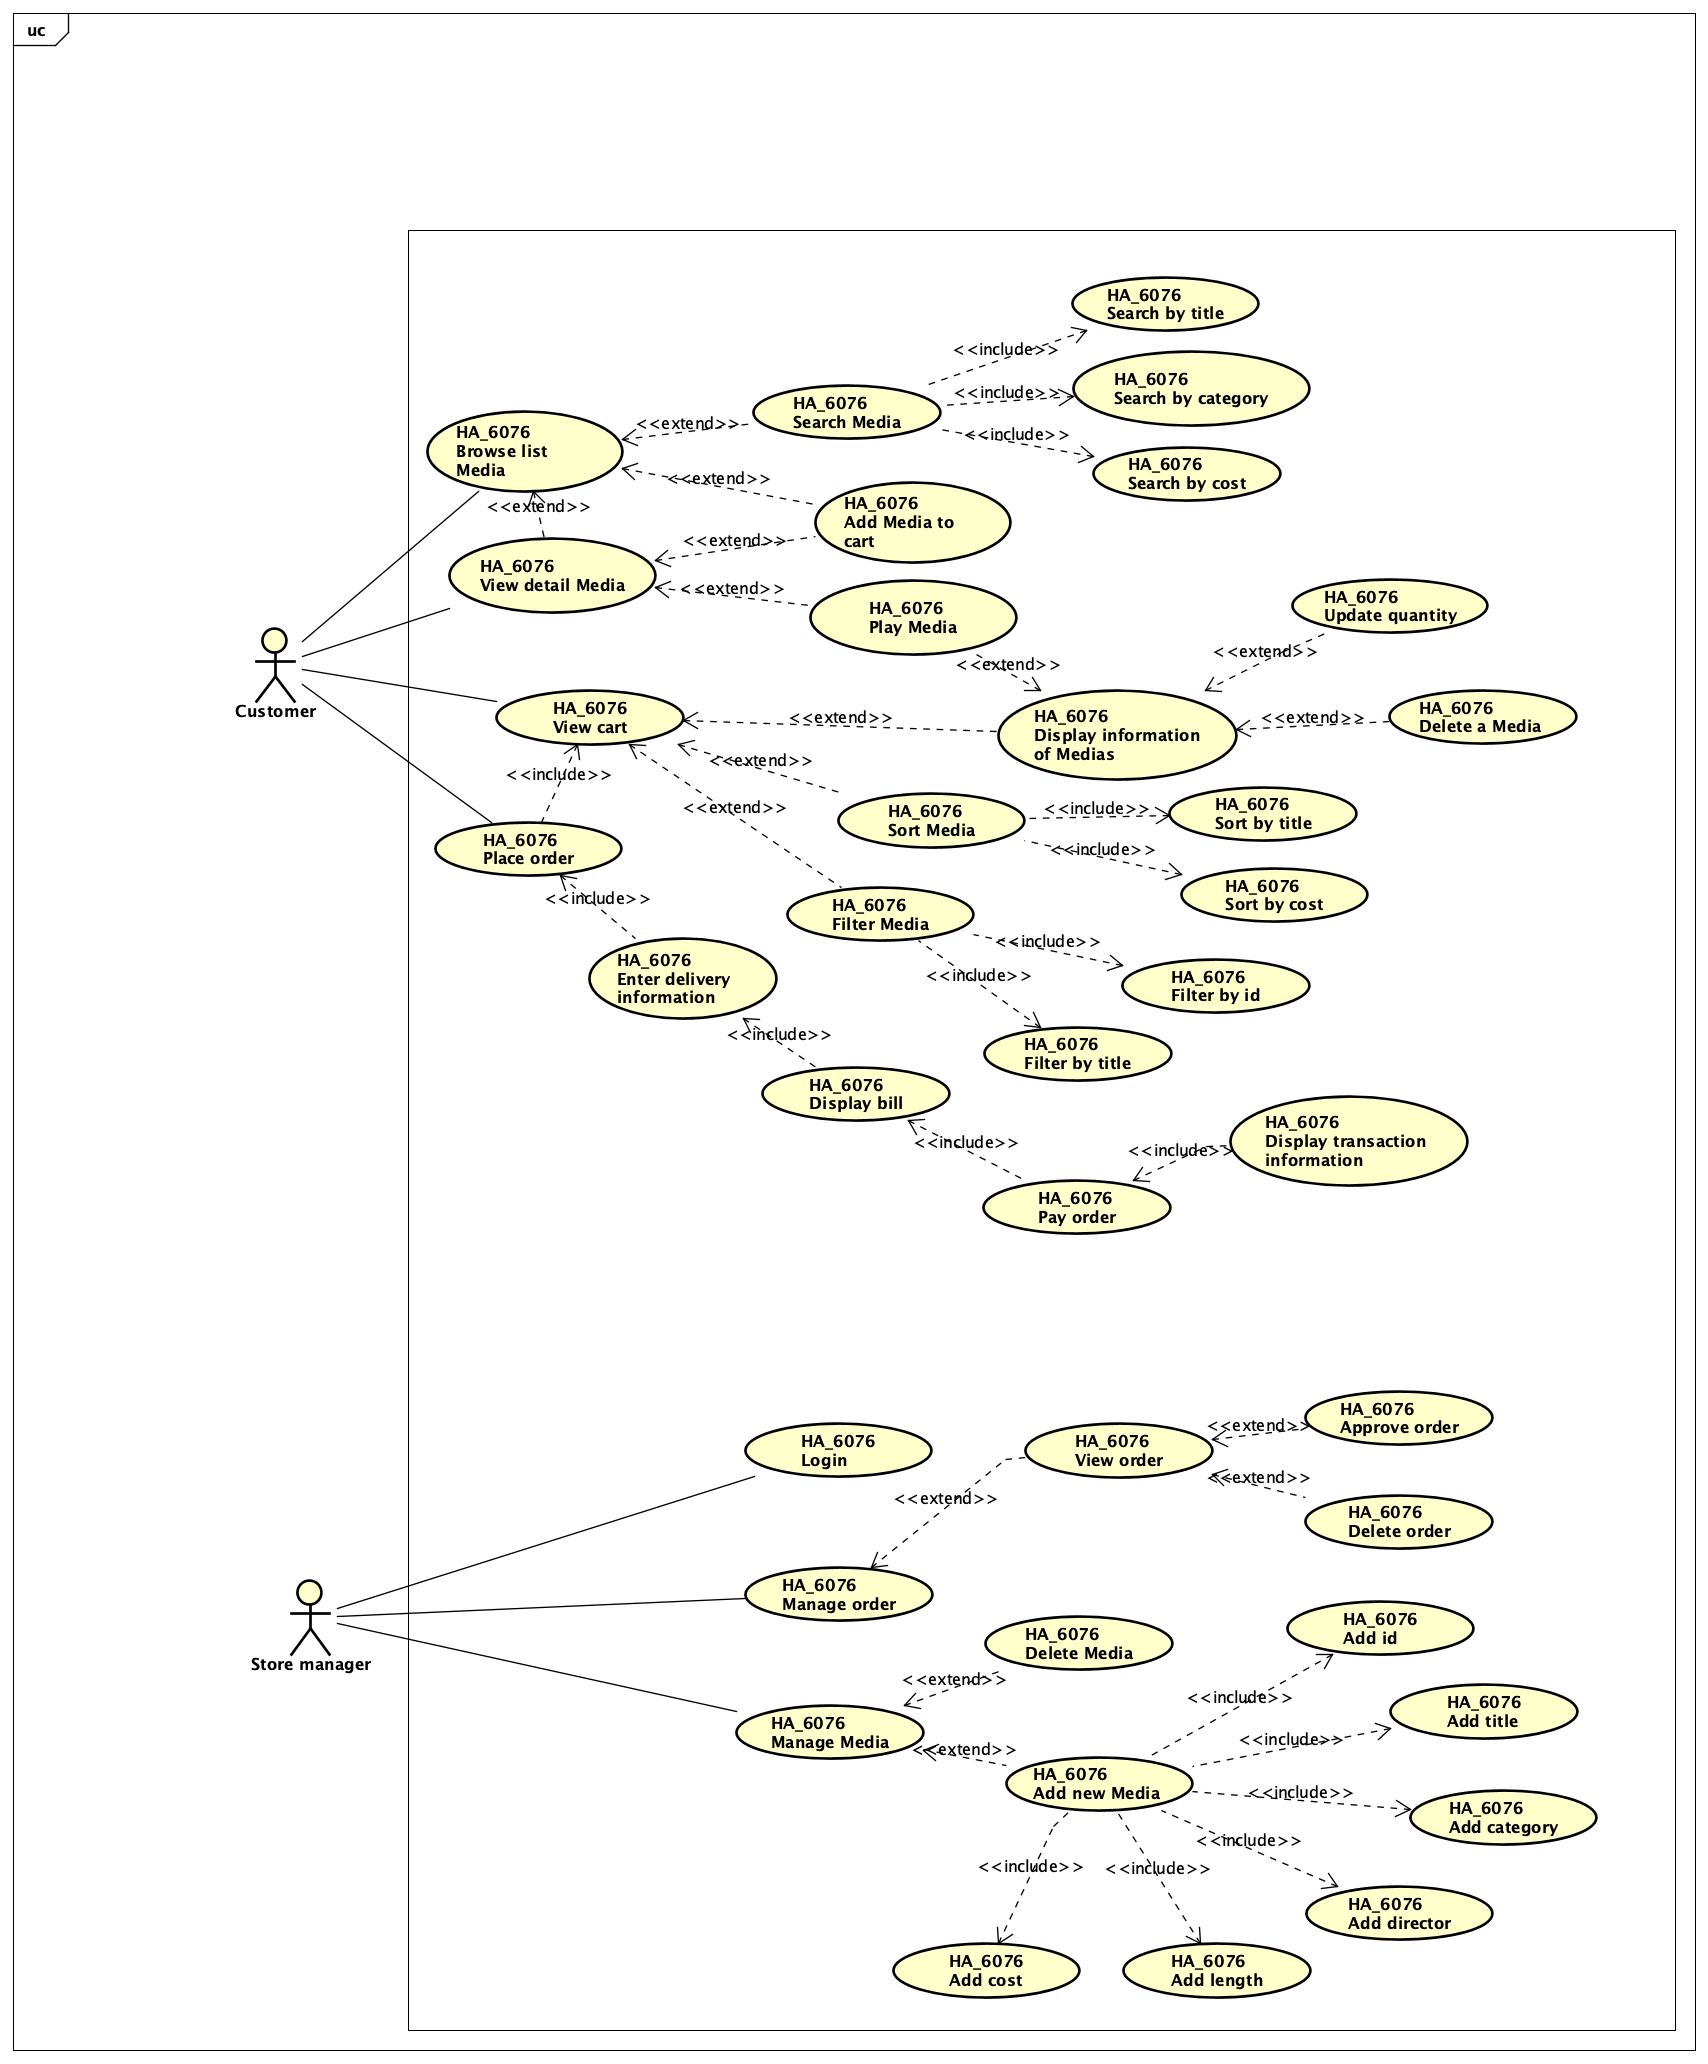 uc
HA_6076
Search by title
<<include>>
HA_6076
Search by category
<<include>>
HA_6076
Search Media
<<extend>>
HA_6076
Browse list
Media
<<include>>
HA_6076
Search by cost
<<extend>>
HA_6076
Add Media to
cart
<<extend>>
<<extend>>
HA_6076
View detail Media
<<extend>>
HA_6076
Play Media
HA_6076
Update quantity
<<extend>>
<<extend>>
Customer
HA_6076
View cart
<<extend>>
HA_6076
Display information
of Medias
<<extend>>
HA_6076
Delete a Media
<<extend>>
<<include>>
<<extend>>
HA_6076
Sort Media
<<include>>
HA_6076
Sort by title
<<include>>
HA_6076
Place order
HA_6076
Sort by cost
<<include>>
HA_6076
Filter Media
<<include>>
<<include>>
HA_6076
Enter delivery
information
HA_6076
Filter by id
<<include>>
HA_6076
Filter by title
HA_6076
Display bill
<<include>>
<<include>>
HA_6076
Display transaction
information
HA_6076
Pay order
HA_6076
Approve order
<<extend>>
HA_6076
Login
HA_6076
View order
<<extend>>
<<extend>>
HA_6076
Delete order
HA_6076
Manage order
Store manager
HA_6076
Delete Media
HA_6076
Add id
<<extend>>
<<include>>
HA_6076
Add title
HA_6076
Manage Media
<<include>>
<<extend>>
HA_6076
Add new Media
<<include>>
HA_6076
Add category
<<include>>
<<include>>
<<include>>
HA_6076
Add director
HA_6076
Add cost
HA_6076
Add length